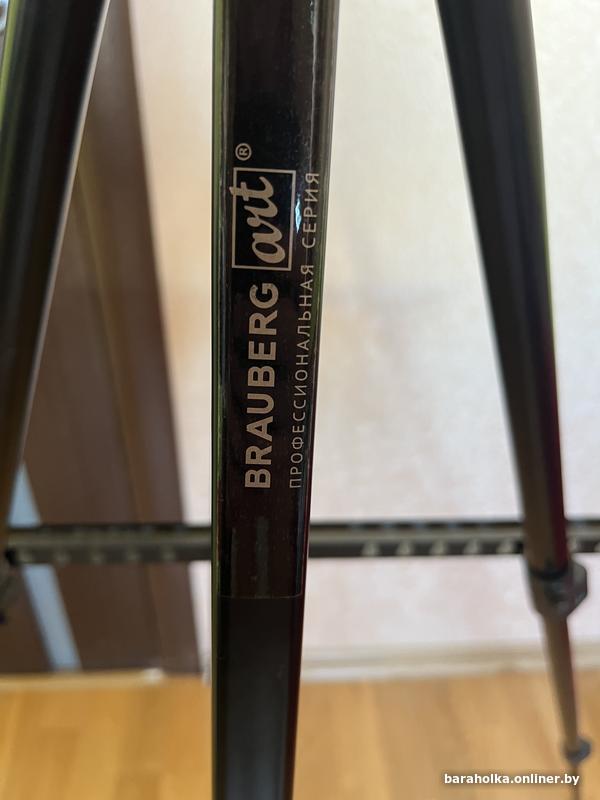 BRAUBERG art®
ПРОФЕССИОНАЛЬНАЯ СЕРИЯ
baraholka.onliner.by